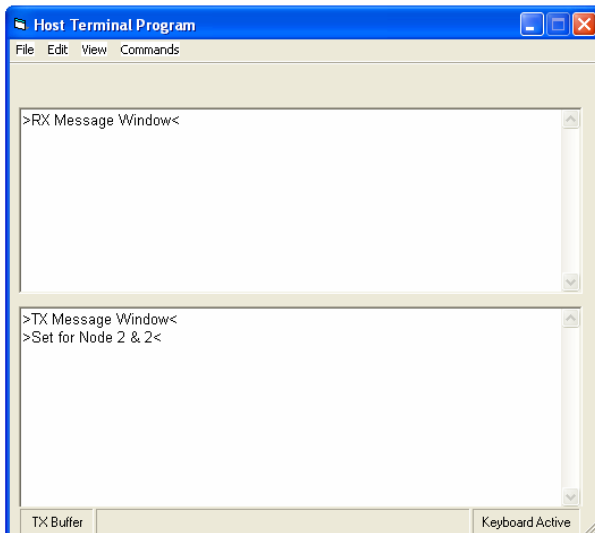 Host Terminal Program
File Edit View Commands
>RX Message Window<
>TX Message Window<
>Set for Node 2 & 2<
TX Buffer Keyboard Active